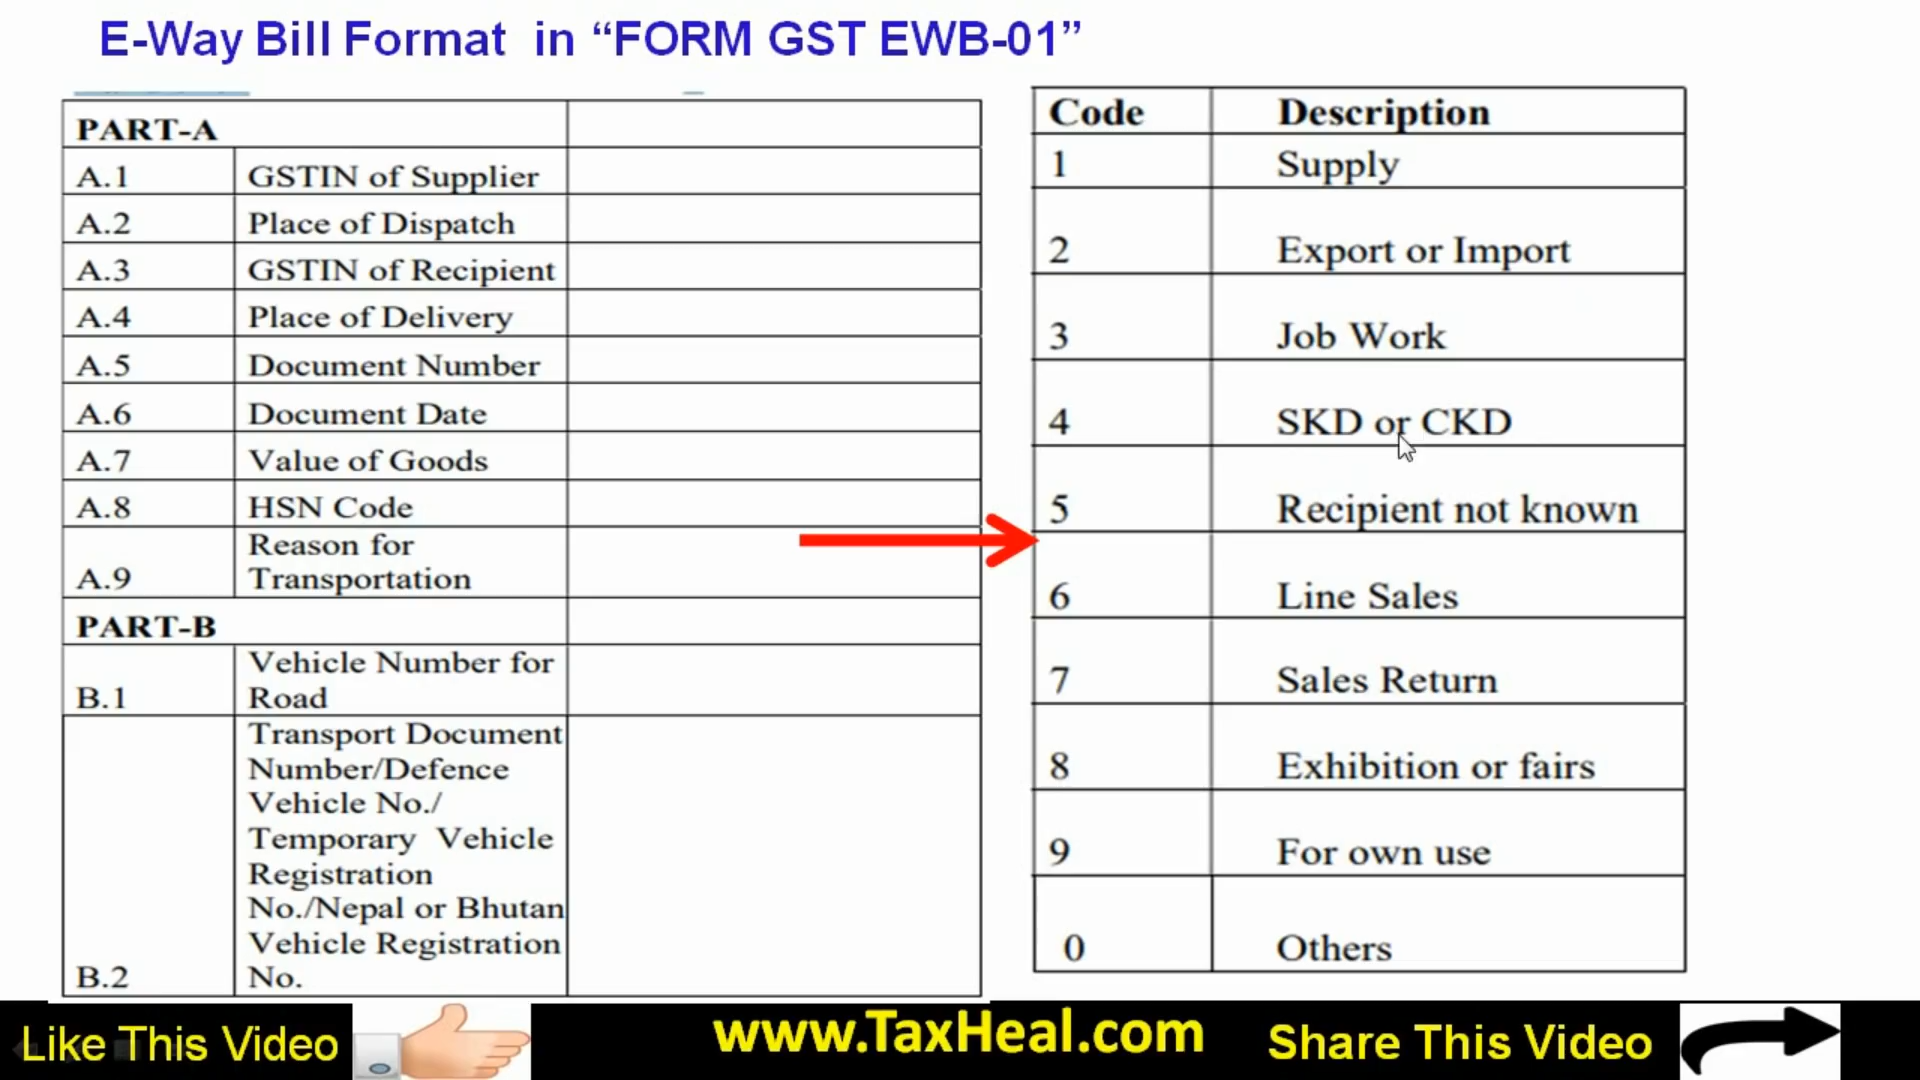 E-Way Bill Format in “FORM GST EWB-01”
PART-A
A.1 GSTIN of Supplier
A.2 Place of Dispatch
A.3 GSTIN of Recipient
A.4 Place of Delivery
A.5 Document Number
A.6 Document Date
A.7 Value of Goods
A.8 HSN Code
Reason for
A.9 Transportation
PART-B
Vehicle Number for
B.1 Road
Transport Document
Number/Defence
Vehicle No./
Temporary Vehicle
Registration
No./Nepal or Bhutan
Vehicle Registration
B.2 No.
Code Description
1 Supply
2 Export or Import
3 Job Work
4 SKD or CKD
5 Recipient not known
6 Line Sales
7 Sales Return
8 Exhibition or fairs
9 For own use
0 Others
Like This Video
www.TaxHeal.com
Share This Video